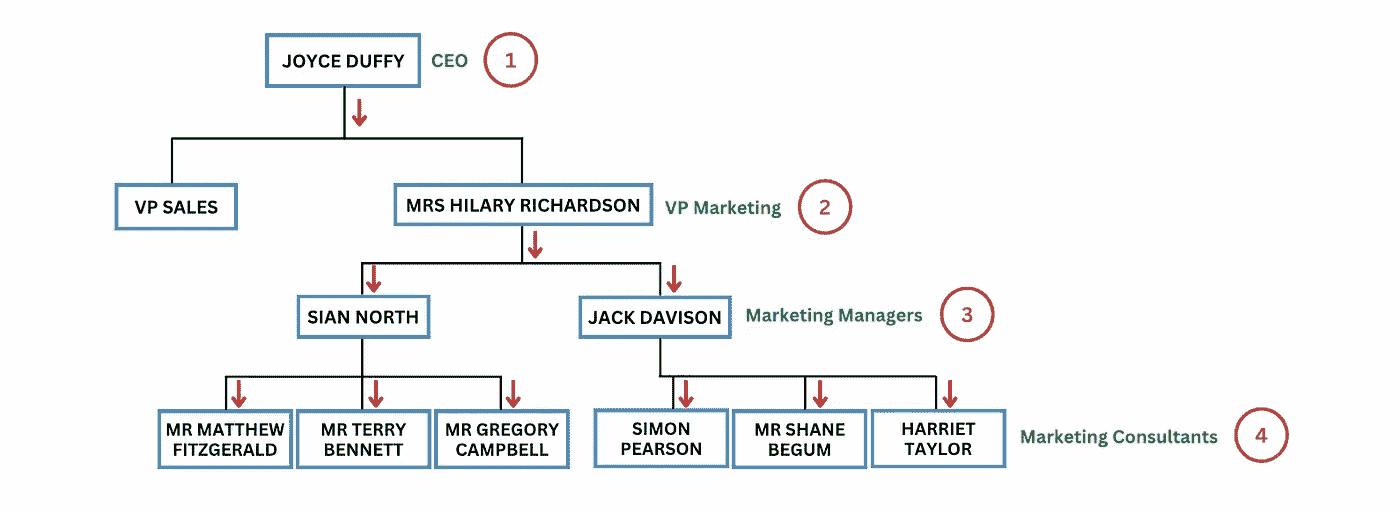 JOYCE DUFFY
CEO
1
VP SALES
MRS HILARY RICHARDSON
VP Marketing
2
SIAN NORTH
JACK DAVISON
Marketing Managers
3
MR MATTHEW
FITZGERALD
MR TERRY
BENNETT
MR GREGORY
CAMPBELL
SIMON
PEARSON
MR SHANE
BEGUM
HARRIET
TAYLOR
Marketing Consultants
4